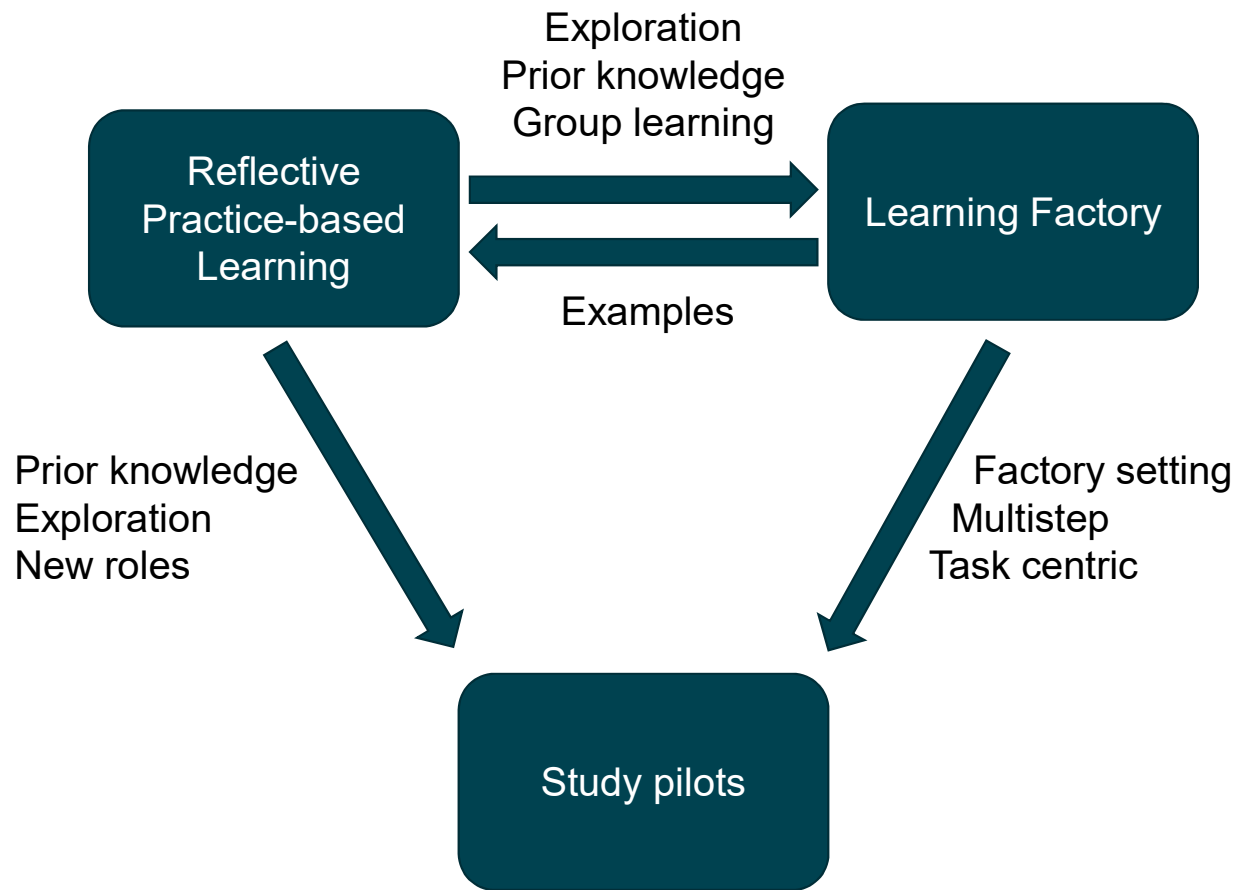 Exploration
Prior knowledge
Group learning
Reflective
Practice-based
Learning
Learning Factory
Examples
Prior knowledge
Exploration
New roles
Factory setting
Multistep
Task centric
Study pilots